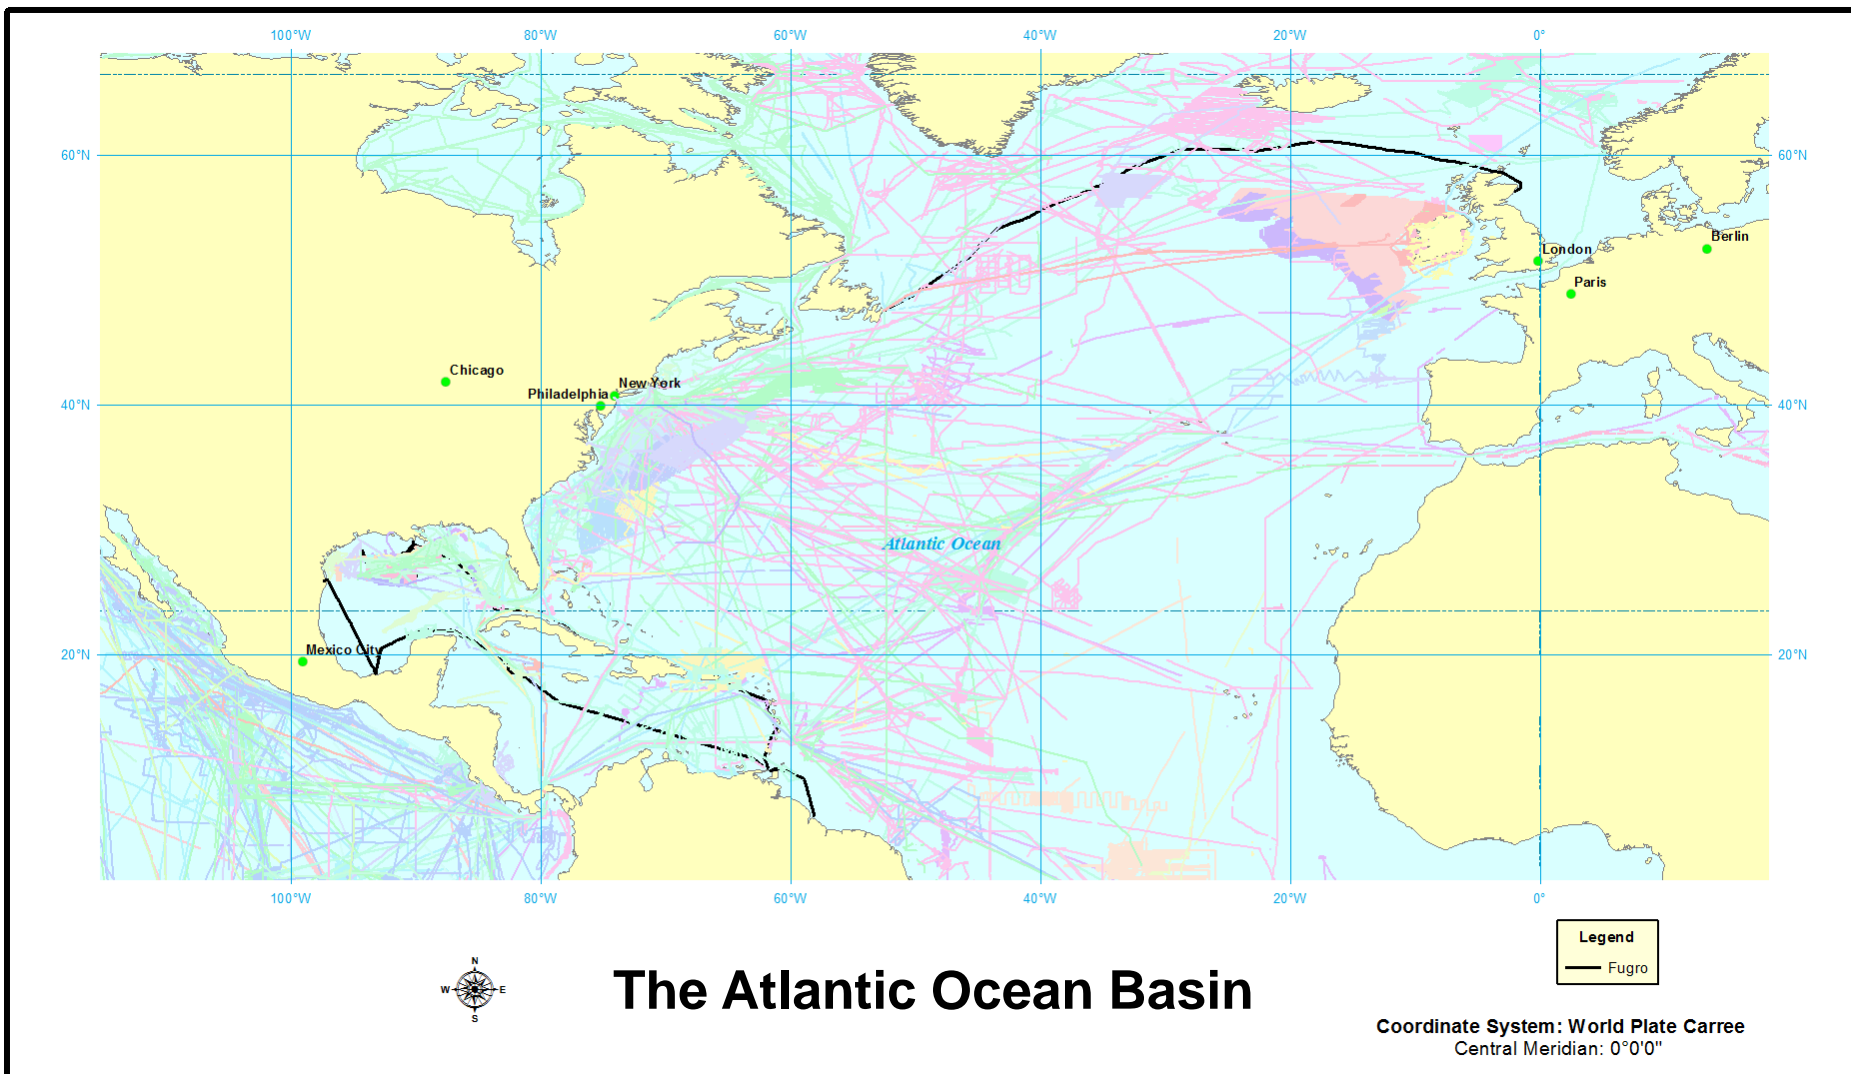 100°W 80°W 60°W 40°W 20°W 0°
60°N 60°N
Berlin
London
Paris
Chicago
New York
Philadelphia
40°N 40°N
Atlantic Ocean
Mexico City
20°N 20°N
100°W 80°W 60°W 40°W 20°W 0°
Legend
Fugro
N
W E
S
The Atlantic Ocean Basin
Coordinate System: World Plate Carree
Central Meridian: 0°0'0"